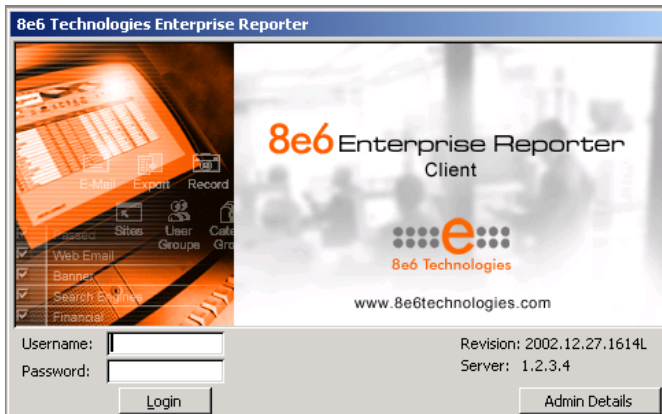 8e6 Technologies Enterprise Reporter
8e6 Enterprise Reporter
Client
E-Mail Export Record
Sites User Groups
Passed
Web Email
Banner
Search Engines
Financial
8e6 Technologies
www.8e6technologies.com
Username:
Revision: 2002.12.27.1614L
Password:
Server: 1.2.3.4
Login
Admin Details